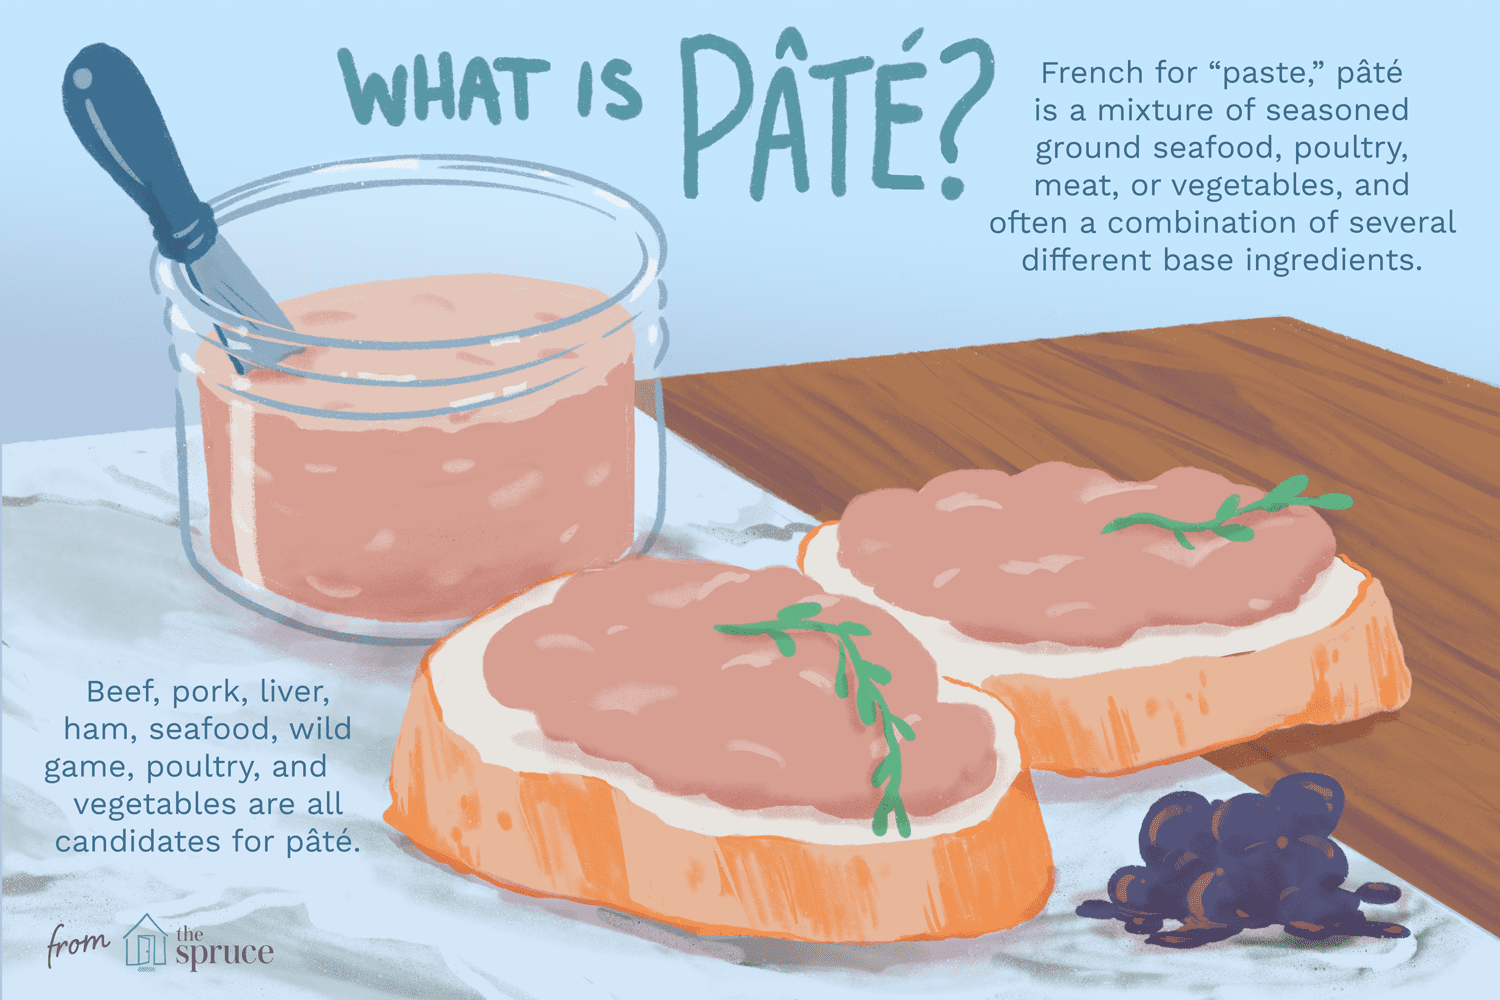 WHAT IS PÂTÉ?
French for “paste,” pâté
is a mixture of seasoned
ground seafood, poultry,
meat, or vegetables, and
often a combination of several
different base ingredients.
Beef, pork, liver,
ham, seafood, wild
game, poultry, and
vegetables are all
candidates for pâté.
from the spruce